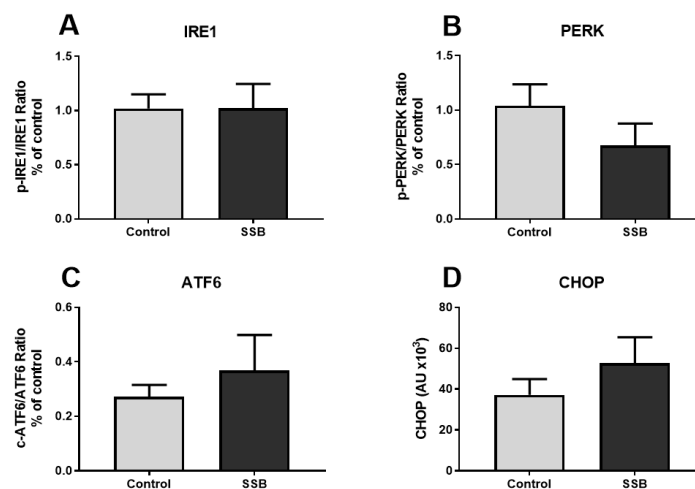 A
IRE1
p-IRE1/IRE1 Ratio
% of control
1.5
1.0
0.5
0.0
Control
SSB
B
PERK
p-PERK/PERK Ratio
% of control
1.5
1.0
0.5
0.0
Control
SSB
C
ATF6
c-ATF6/ATF6 Ratio
% of control
0.6
0.4
0.2
0.0
Control
SSB
D
CHOP
CHOP (AU x10³)
80
60
40
20
0
Control
SSB